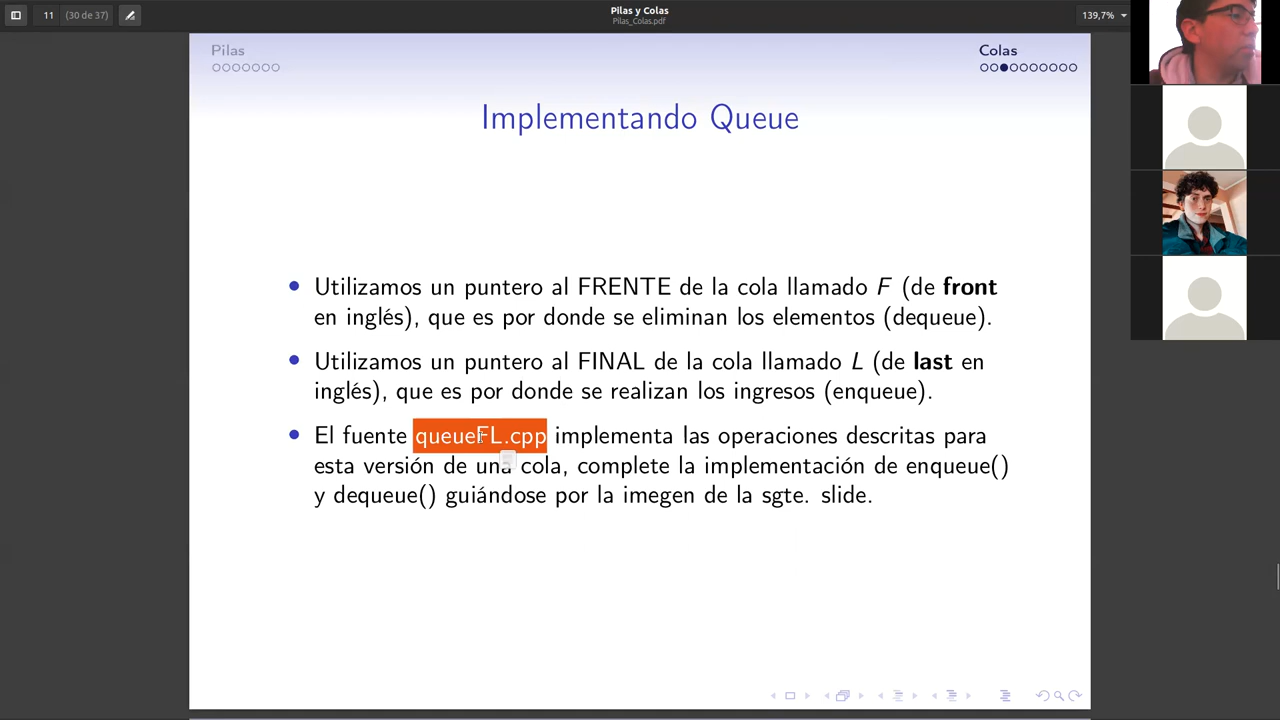 11 (30 de 37)
Pilas y Colas
Pilas_Colas.pdf
139,7%
Pilas
Colas
Implementando Queue
Utilizamos un puntero al FRENTE de la cola llamado F (de front
en inglés), que es por donde se eliminan los elementos (dequeue).
Utilizamos un puntero al FINAL de la cola llamado L (de last en
inglés), que es por donde se realizan los ingresos (enqueue).
El fuente queueFL.cpp implementa las operaciones descritas para
esta versión de una cola, complete la implementación de enqueue()
y dequeue() guiándose por la imegen de la sgte. slide.